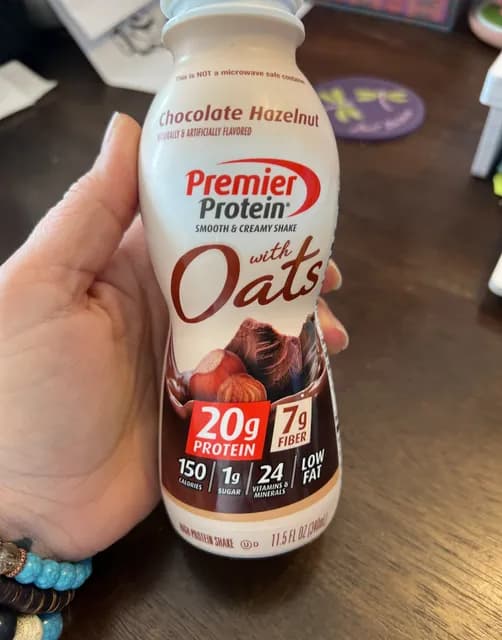 This is NOT a microwave safe container
Chocolate Hazelnut
NATURALLY & ARTIFICIALLY FLAVORED
Premier
Protein®
SMOOTH & CREAMY SHAKE
with
Oats
20g
PROTEIN
7g
FIBER
150
CALORIES
1g
SUGAR
24
VITAMINS &
MINERALS
LOW
FAT
HIGH PROTEIN SHAKE U D 11.5 FL OZ (340mL)